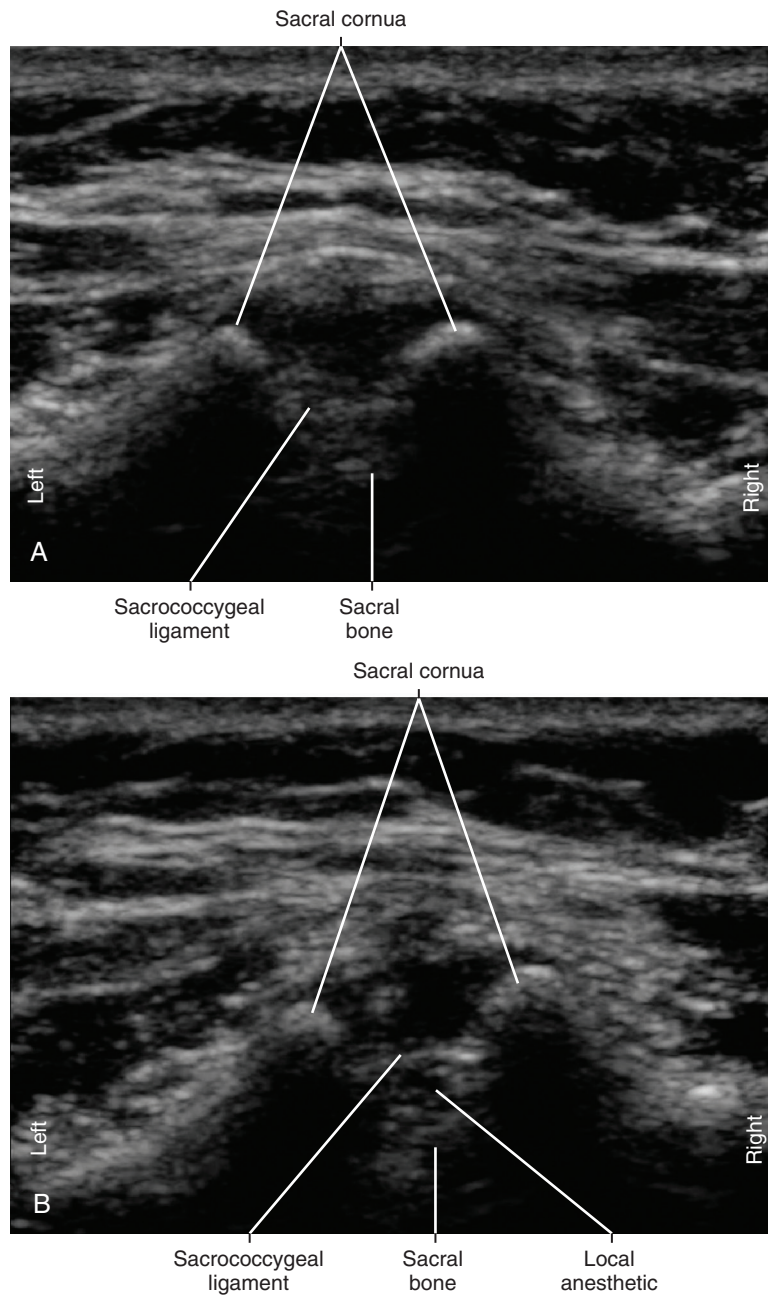 Sacral cornua
Left
Right
A
Sacrococcygeal
ligament
Sacral
bone
Sacral cornua
Left
Right
B
Sacrococcygeal
ligament
Sacral
bone
Local
anesthetic